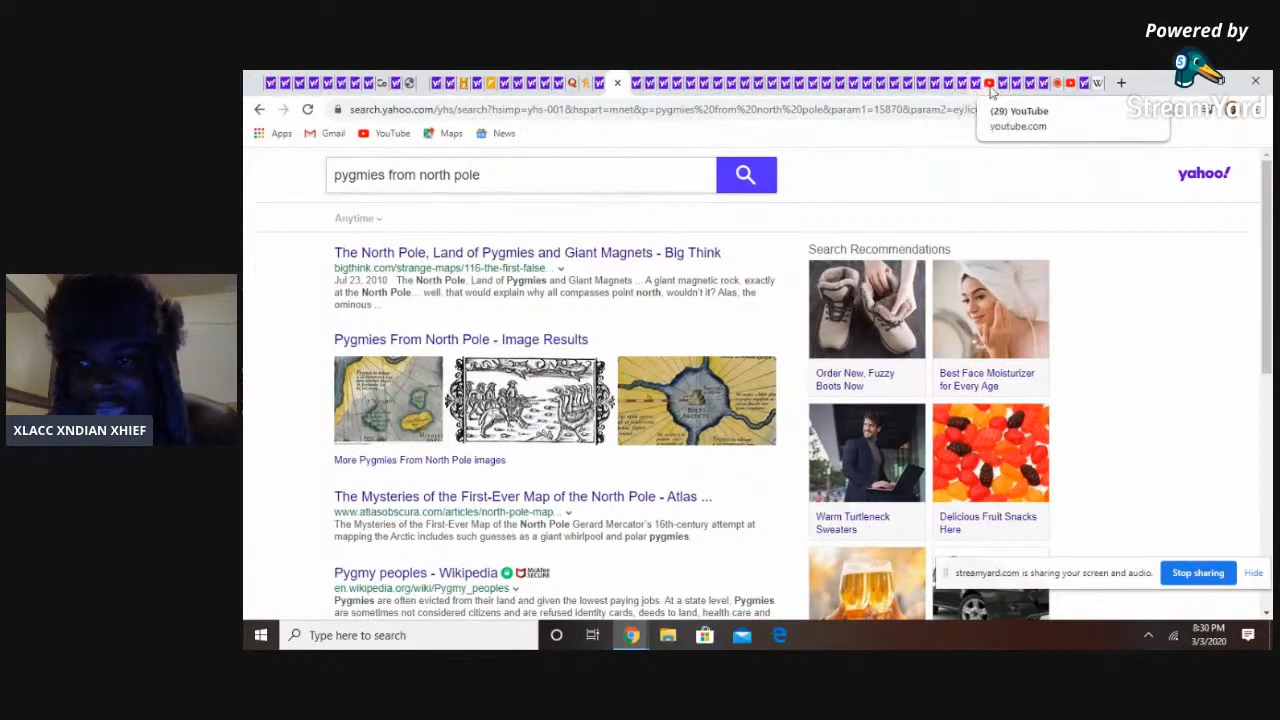 Powered by
StreamYard
search.yahoo.com/yhs/search?hsimp=yhs-001&hspart=mnet&p=pygmies%20from%20north%20pole&param1=15870&param2=eyJ
(29) YouTube
youtube.com
Apps
Gmail
YouTube
Maps
News
pygmies from north pole
yahoo!
Anytime
The North Pole, Land of Pygmies and Giant Magnets - Big Think
bigthink.com/strange-maps/116-the-first-false...
Jul 23, 2010 The North Pole, Land of Pygmies and Giant Magnets ... A giant magnetic rock, exactly
at the North Pole... well, that would explain why all compasses point north, wouldn't it? Alas, the
ominous ...
Pygmies From North Pole - Image Results
More Pygmies From North Pole images
The Mysteries of the First-Ever Map of the North Pole - Atlas ...
www.atlasobscura.com/articles/north-pole-map...
The Mysteries of the First-Ever Map of the North Pole Gerard Mercator's 16th-century attempt at
mapping the Arctic includes such guesses as a giant whirlpool and polar pygmies.
Pygmy peoples - Wikipedia
McAfee
SECURE
en.wikipedia.org/wiki/Pygmy_peoples
Pygmies are often evicted from their land and given the lowest paying jobs. At a state level, Pygmies
are sometimes not considered citizens and are refused identity cards, deeds to land, health care and
Search Recommendations
Order New, Fuzzy
Boots Now
Best Face Moisturizer
for Every Age
Warm Turtleneck
Sweaters
Delicious Fruit Snacks
Here
streamyard.com is sharing your screen and audio.
Stop sharing
Hide
XLACC XNDIAN XHIEF
Type here to search
8:30 PM
3/3/2020